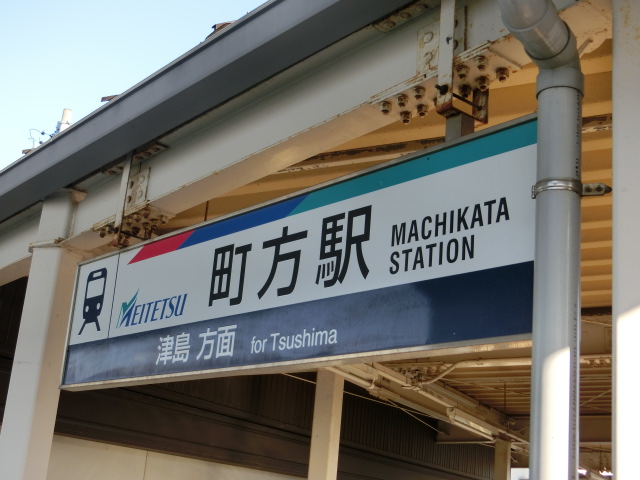 MEITETSU
町方駅
MACHIKATA
STATION
津島 方面 for Tsushima